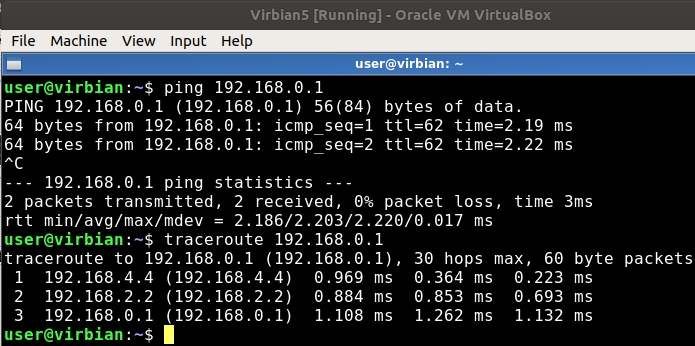 Virbian5 [Running] - Oracle VM VirtualBox
File Machine View Input Help
user@virbian: ~
user@virbian:~$ ping 192.168.0.1
PING 192.168.0.1 (192.168.0.1) 56(84) bytes of data.
64 bytes from 192.168.0.1: icmp_seq=1 ttl=62 time=2.19 ms
64 bytes from 192.168.0.1: icmp_seq=2 ttl=62 time=2.22 ms
^C
--- 192.168.0.1 ping statistics ---
2 packets transmitted, 2 received, 0% packet loss, time 3ms
rtt min/avg/max/mdev = 2.186/2.203/2.220/0.017 ms
user@virbian:~$ traceroute 192.168.0.1
traceroute to 192.168.0.1 (192.168.0.1), 30 hops max, 60 byte packets
 1  192.168.4.4 (192.168.4.4)  0.969 ms  0.364 ms  0.223 ms
 2  192.168.2.2 (192.168.2.2)  0.884 ms  0.853 ms  0.693 ms
 3  192.168.0.1 (192.168.0.1)  1.108 ms  1.262 ms  1.132 ms
user@virbian:~$